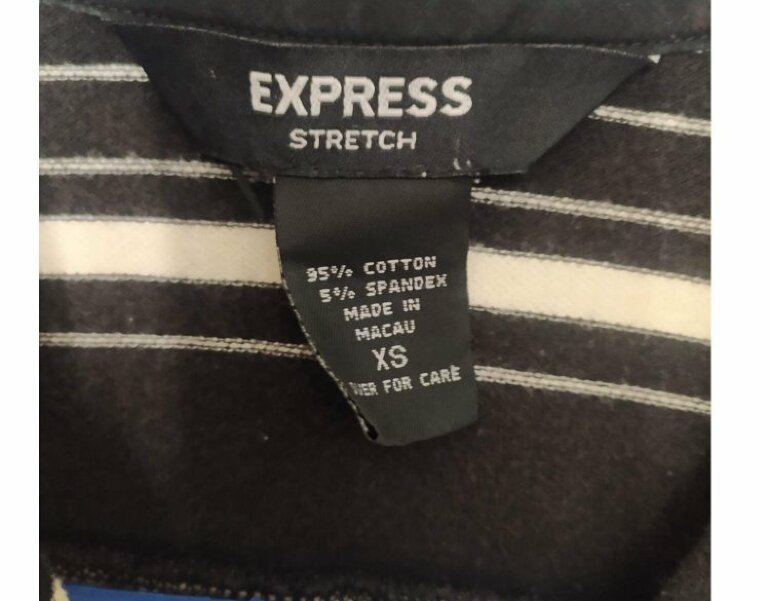 EXPRESS
STRETCH
95% COTTON
5% SPANDEX
MADE IN
MACAU
XS
FOR CARE